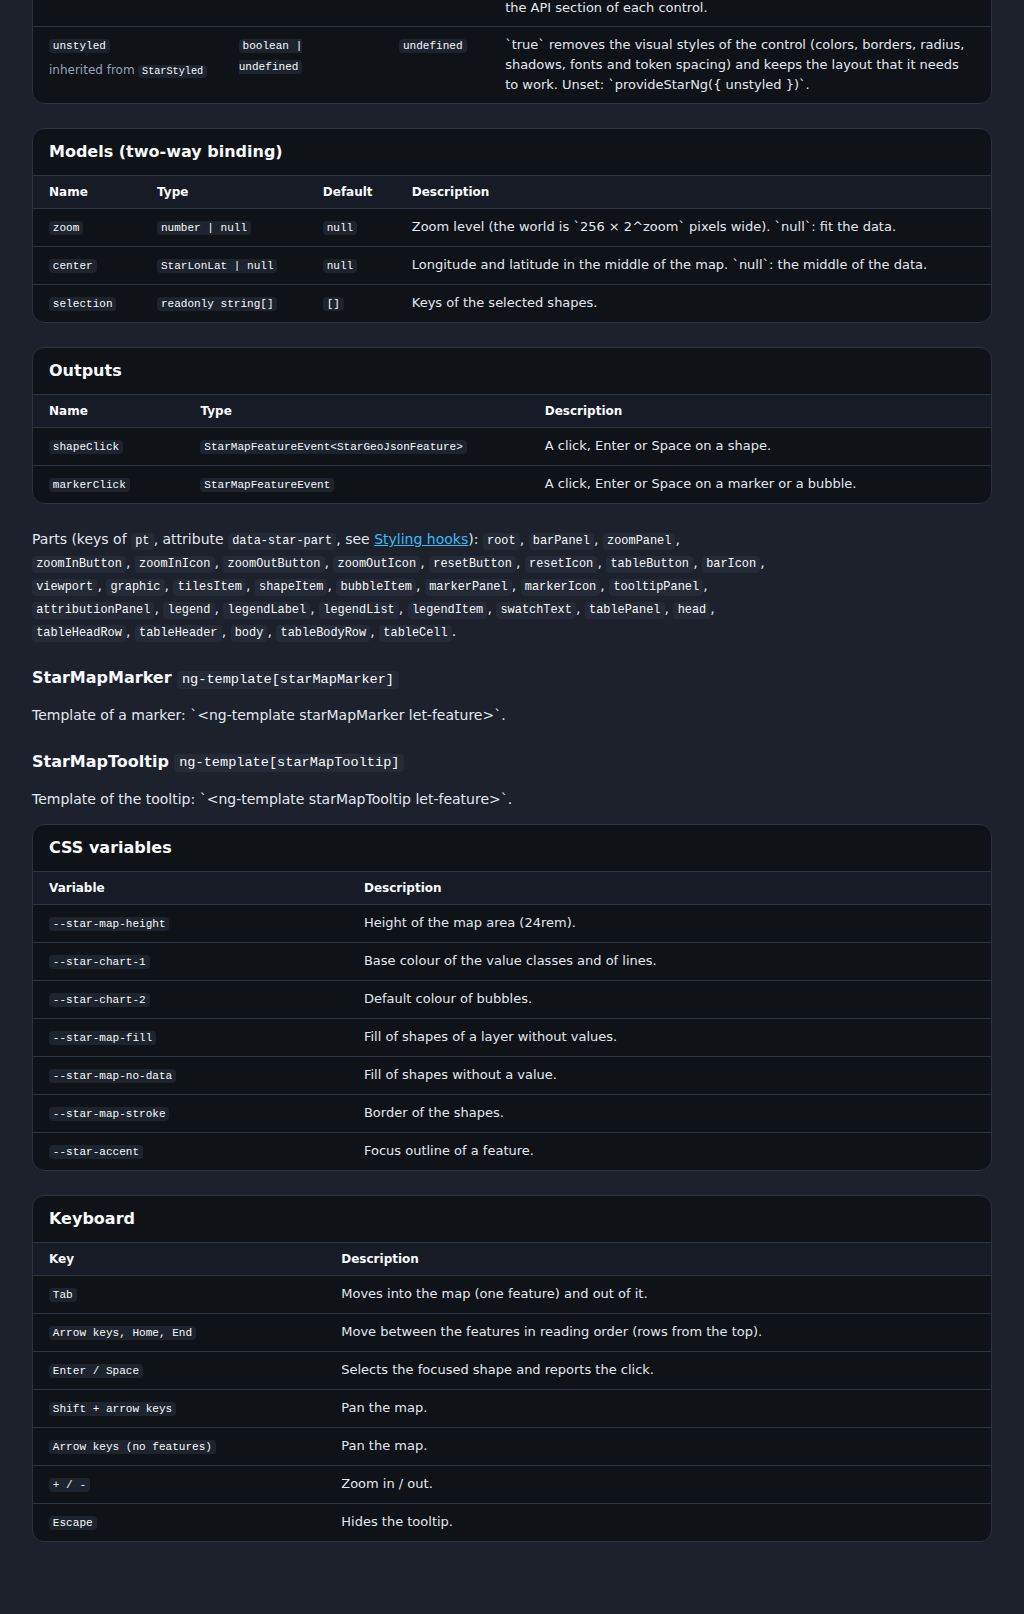 the API section of each control.
unstyled boolean | undefined `true` removes the visual styles of the control (colors, borders, radius,
inherited from StarStyled undefined shadows, fonts and token spacing) and keeps the layout that it needs
to work. Unset: `provideStarNg({ unstyled })`.
Models (two-way binding)
Name Type Default Description
zoom number | null null Zoom level (the world is `256 × 2^zoom` pixels wide). `null`: fit the data.
center StarLonLat | null null Longitude and latitude in the middle of the map. `null`: the middle of the data.
selection readonly string[] [] Keys of the selected shapes.
Outputs
Name Type Description
shapeClick StarMapFeatureEvent<StarGeoJsonFeature> A click, Enter or Space on a shape.
markerClick StarMapFeatureEvent A click, Enter or Space on a marker or a bubble.
Parts (keys of pt, attribute data-star-part, see Styling hooks): root, barPanel, zoomPanel,
zoomInButton, zoomInIcon, zoomOutButton, zoomOutIcon, resetButton, resetIcon, tableButton, barIcon,
viewport, graphic, tilesItem, shapeItem, bubbleItem, markerPanel, markerIcon, tooltipPanel,
attributionPanel, legend, legendLabel, legendList, legendItem, swatchText, tablePanel, head,
tableHeadRow, tableHeader, body, tableBodyRow, tableCell.
StarMapMarker ng-template[starMapMarker]
Template of a marker: `<ng-template starMapMarker let-feature>`.
StarMapTooltip ng-template[starMapTooltip]
Template of the tooltip: `<ng-template starMapTooltip let-feature>`.
CSS variables
Variable Description
--star-map-height Height of the map area (24rem).
--star-chart-1 Base colour of the value classes and of lines.
--star-chart-2 Default colour of bubbles.
--star-map-fill Fill of shapes of a layer without values.
--star-map-no-data Fill of shapes without a value.
--star-map-stroke Border of the shapes.
--star-accent Focus outline of a feature.
Keyboard
Key Description
Tab Moves into the map (one feature) and out of it.
Arrow keys, Home, End Move between the features in reading order (rows from the top).
Enter / Space Selects the focused shape and reports the click.
Shift + arrow keys Pan the map.
Arrow keys (no features) Pan the map.
+ / - Zoom in / out.
Escape Hides the tooltip.